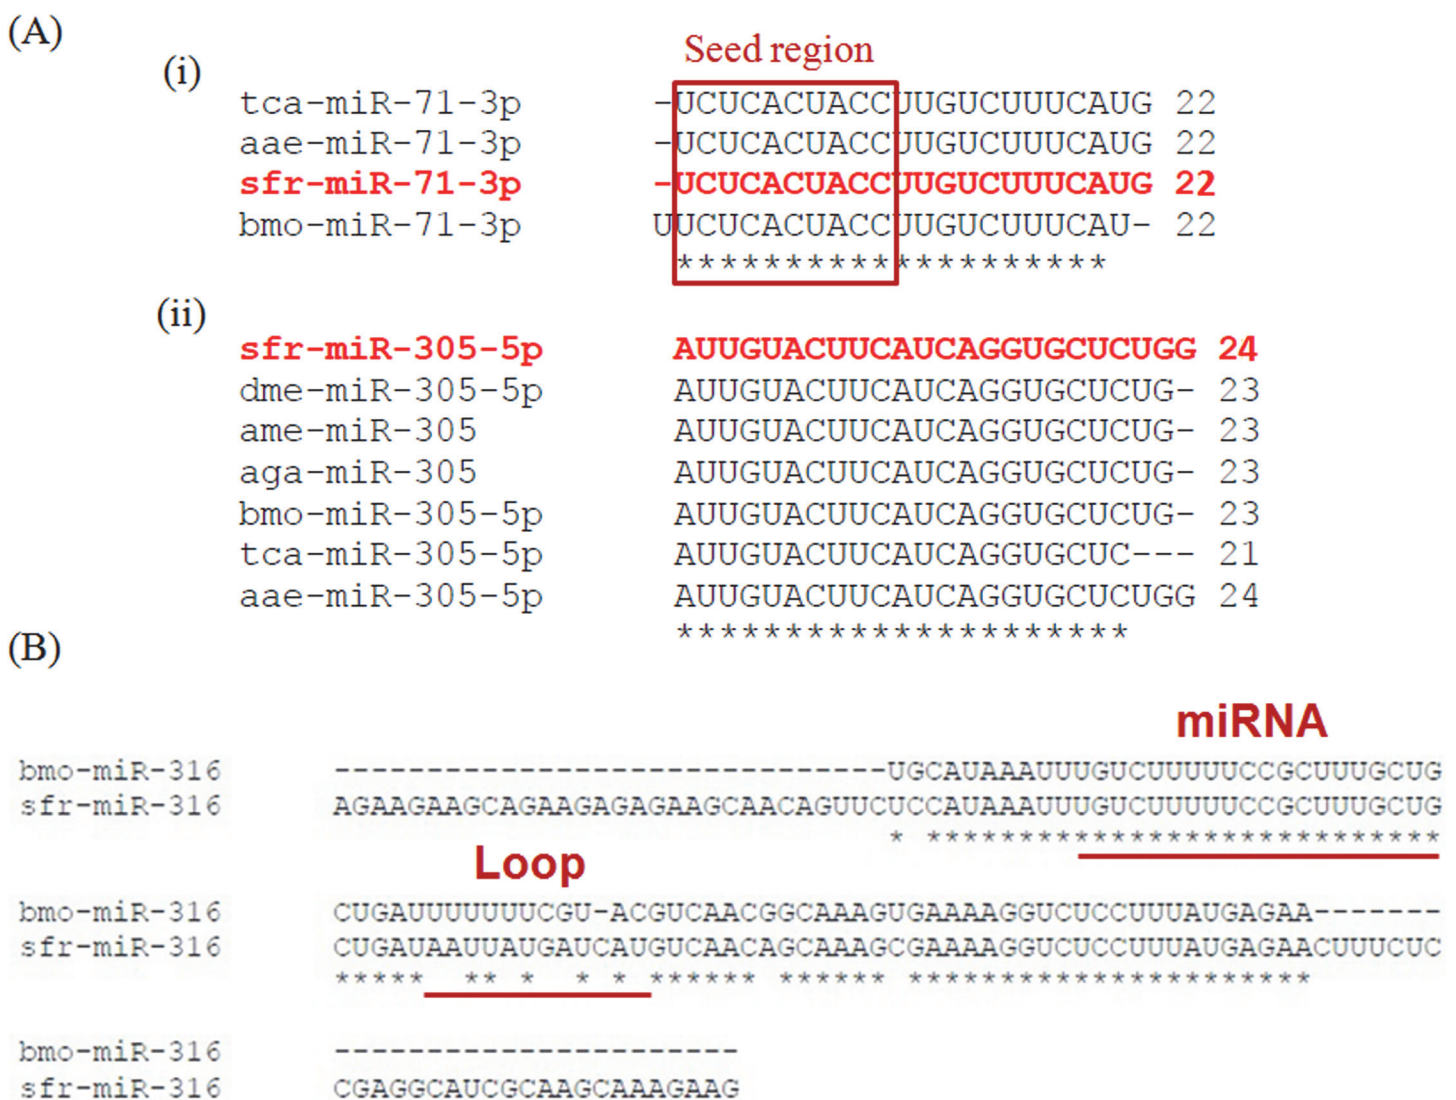 (A)
Seed region
(i)
tca-miR-71-3p -UCUCACUACCUUGUCUUUCAUG 22
aae-miR-71-3p -UCUCACUACCUUGUCUUUCAUG 22
sfr-miR-71-3p -UCUCACUACCUUGUCUUUCAUG 22
bmo-miR-71-3p UUCUCACUACCUUGUCUUUCAU- 22
********************
(ii)
sfr-miR-305-5p AUUGUACUUCAUCAGGUGCUCUGG 24
dme-miR-305-5p AUUGUACUUCAUCAGGUGCUCUG- 23
ame-miR-305 AUUGUACUUCAUCAGGUGCUCUG- 23
aga-miR-305 AUUGUACUUCAUCAGGUGCUCUG- 23
bmo-miR-305-5p AUUGUACUUCAUCAGGUGCUCUG- 23
tca-miR-305-5p AUUGUACUUCAUCAGGUGCUC--- 21
aae-miR-305-5p AUUGUACUUCAUCAGGUGCUCUGG 24
*********************
(B)
miRNA
bmo-miR-316 ------------------------------UGCAUAAAUUUGUCUUUUUCCGCUUUGCUG
sfr-miR-316 AGAAGAAGCAGAAGAGAGAAGCAACAGUUCUCCAUAAAUUUGUCUUUUUCCGCUUUGCUG
* ****************************
Loop
bmo-miR-316 CUGAUUUUUUUCGU-ACGUCAACGGCAAAGUGAAAAGGUCUCCUUUAUGAGAA-------
sfr-miR-316 CUGAUAAUUAUGAUCAUGUCAACAGCAAAGCGAAAAGGUCUCCUUUAUGAGAACUUUCUC
*****  ** *  * * ****** ****** **********************
bmo-miR-316 ----------------------
sfr-miR-316 CGAGGCAUCGCAAGCAAAGAAG